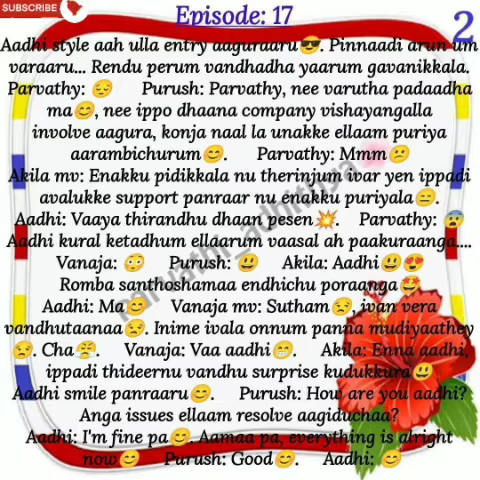 SUBSCRIBE
Episode: 17
2
Aadhi style aah ulla entry aaguraaru😎. Pinnaadi arun um
varaaru... Rendu perum vandhadha yaarum gavanikkala.
Parvathy: 😔 Purush: Parvathy, nee varutha padaadha
ma😊, nee ippo dhaana company vishayangalla
involve aagura, konja naal la unakke ellaam puriya
aarambichurum😊. Parvathy: Mmm😕
Akila mv: Enakku pidikkala nu therinjum ivar yen ippadi
avalukke support panraar nu enakku puriyala😑.
Aadhi: Vaaya thirandhu dhaan pesen💥. Parvathy: 😨
Aadhi kural ketadhum ellaarum vaasal ah paakuraanga....
Vanaja: 😳 Purush: 😃 Akila: Aadhi😃😍
Romba santhoshamaa endhichu poraanga🤩
Aadhi: Ma😊 Vanaja mv: Sutham😒, ivan vera
vandhutaanaa😒. Inime ivala onnum panna mudiyaathey
😒. Cha😤. Vanaja: Vaa aadhi😁. Akila: Enna aadhi,
ippadi thideernu vandhu surprise kudukkura😃
Aadhi smile panraaru😊. Purush: How are you aadhi?
Anga issues ellaam resolve aagiduchaa?
Aadhi: I'm fine pa😊. Aamaa pa, everything is alright
now😊 Purush: Good😊. Aadhi: 😊